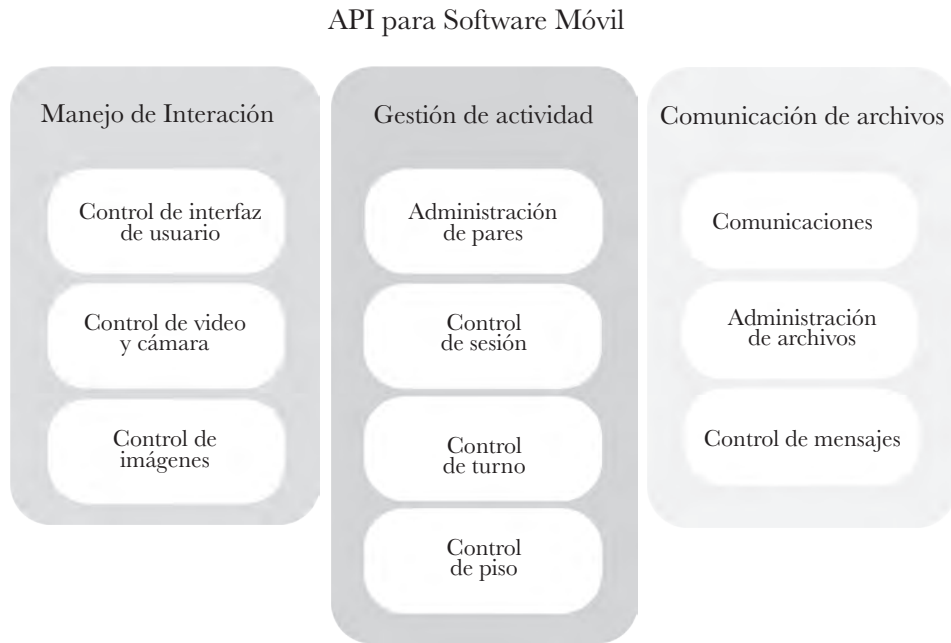 API para Software Móvil
Manejo de Interación
Control de interfaz
de usuario
Control de video
y cámara
Control de
imágenes
Gestión de actividad
Administración
de pares
Control
de sesión
Control
de turno
Control
de piso
Comunicación de archivos
Comunicaciones
Administración
de archivos
Control de mensajes